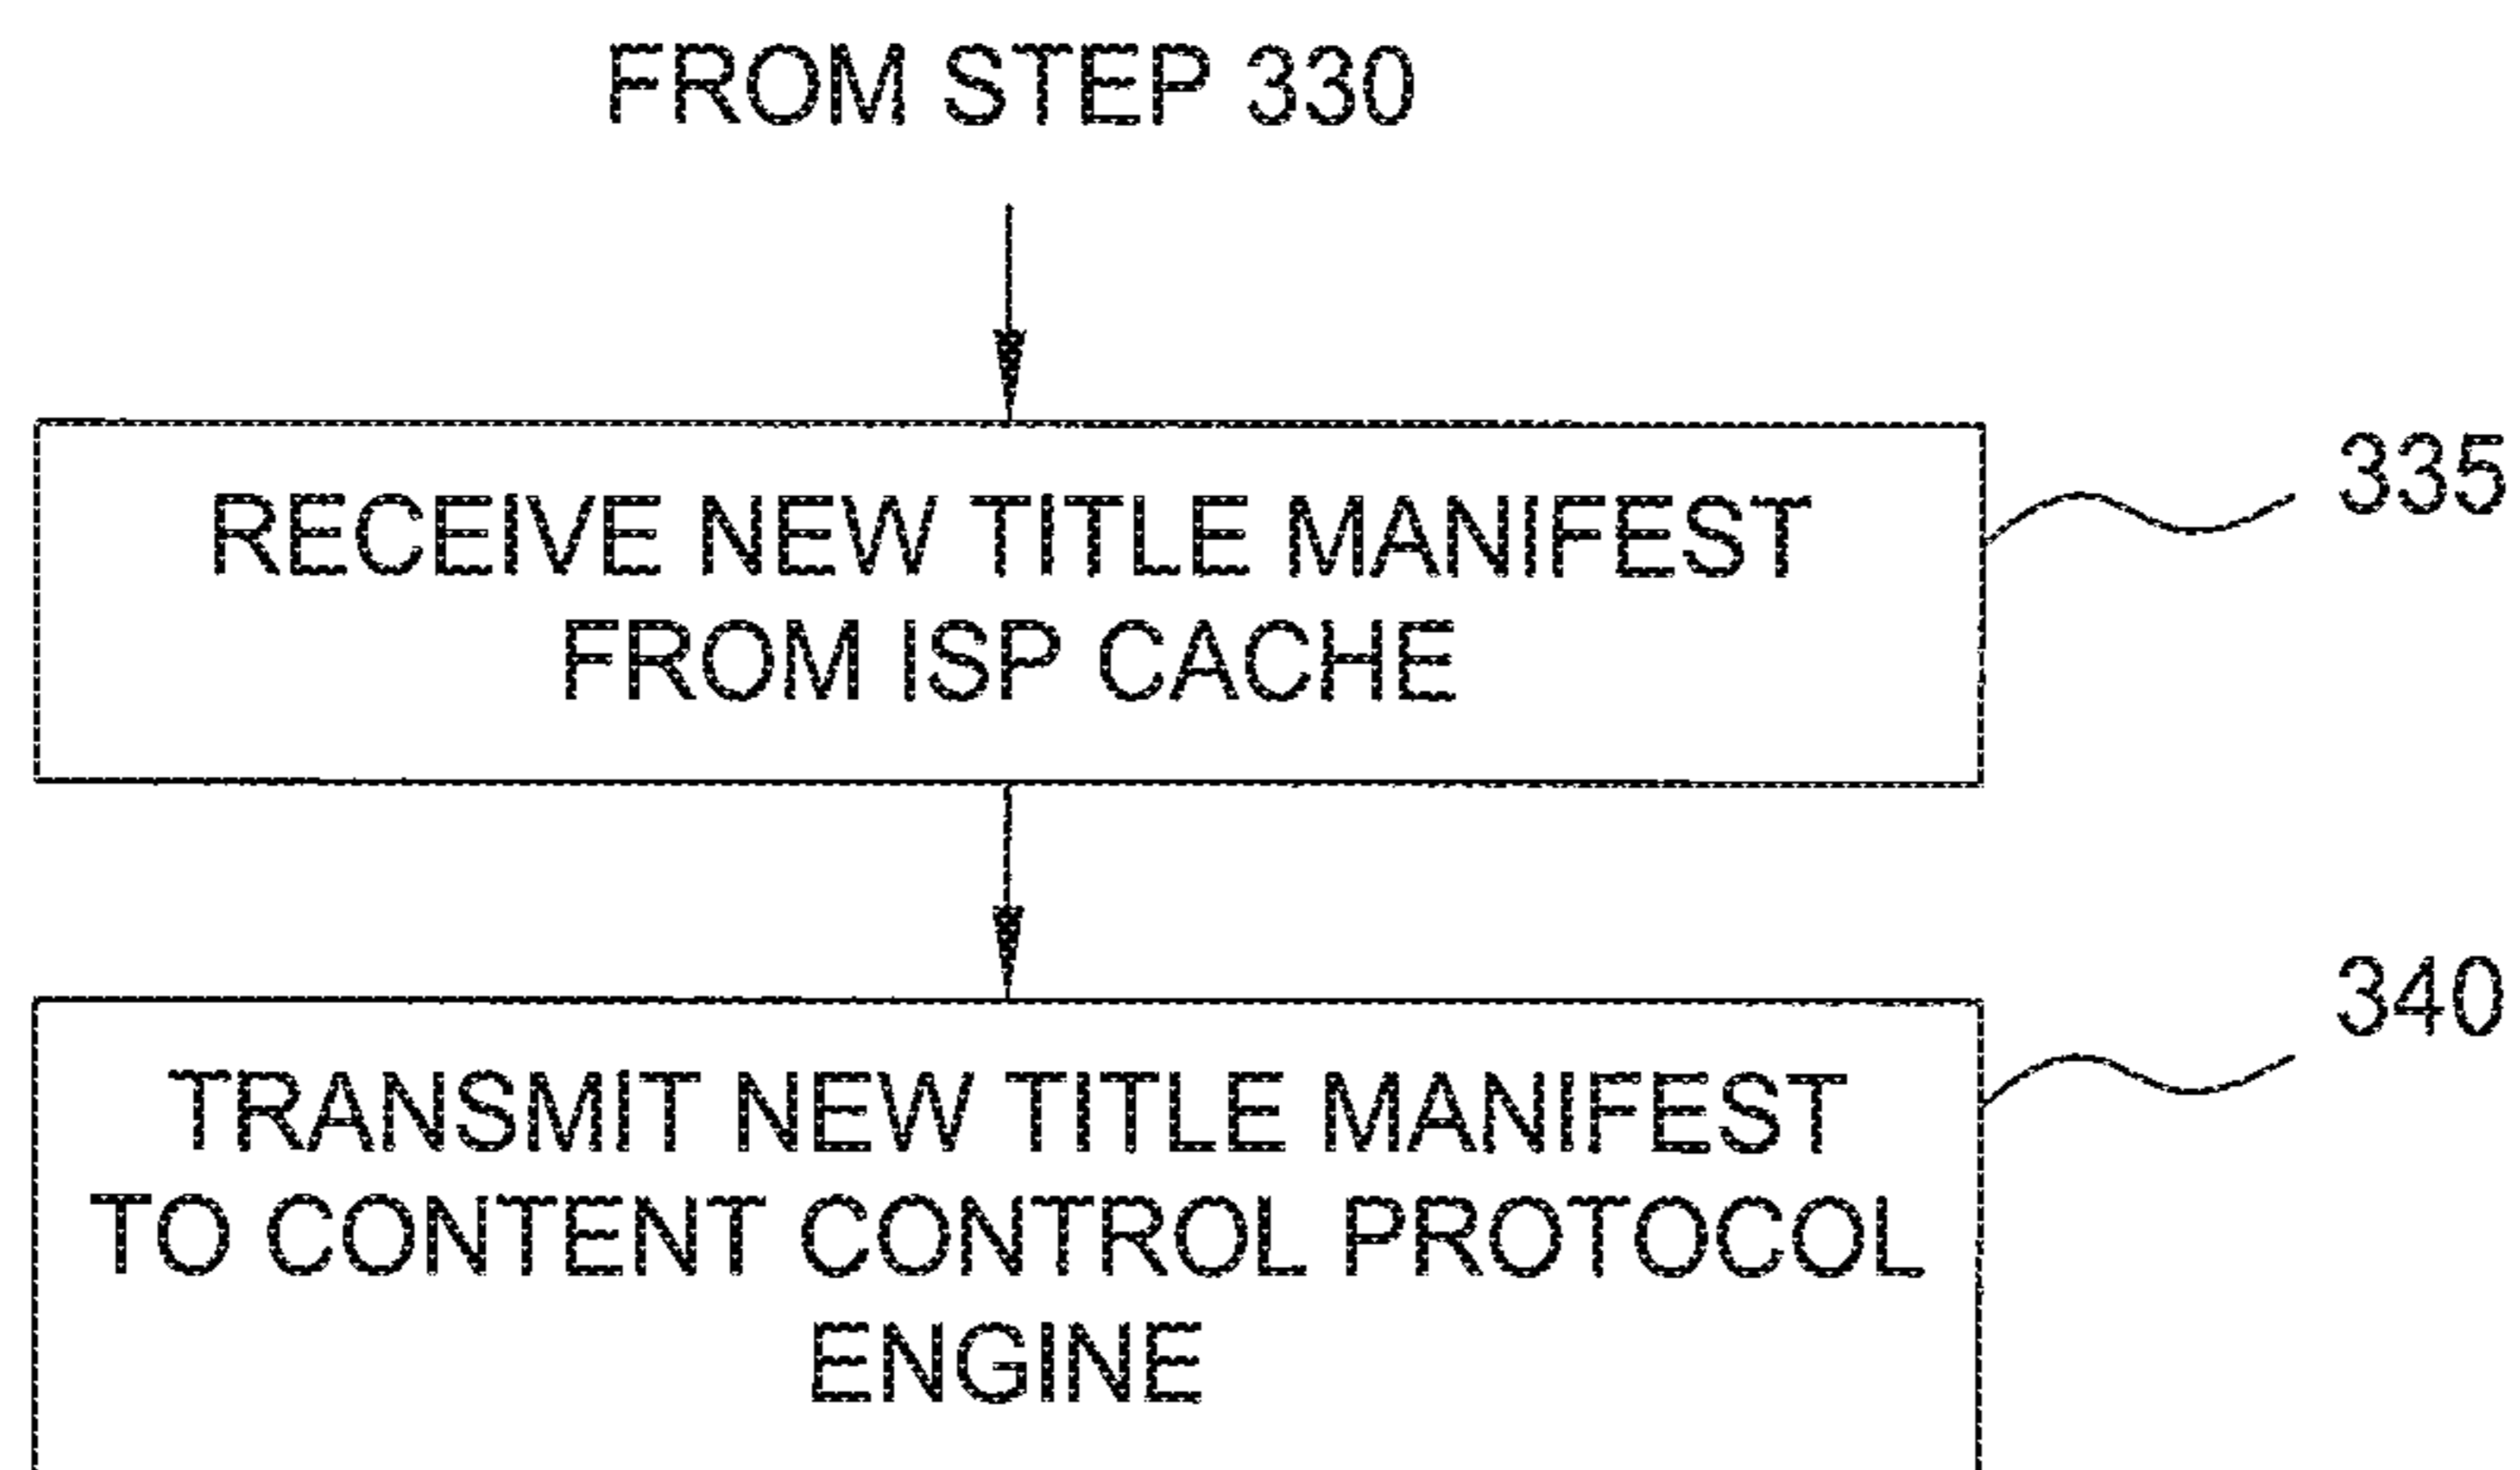 FROM STEP 330
335
RECEIVE NEW TITLE MANIFEST
FROM ISP CACHE
340
TRANSMIT NEW TITLE MANIFEST
TO CONTENT CONTROL PROTOCOL
ENGINE